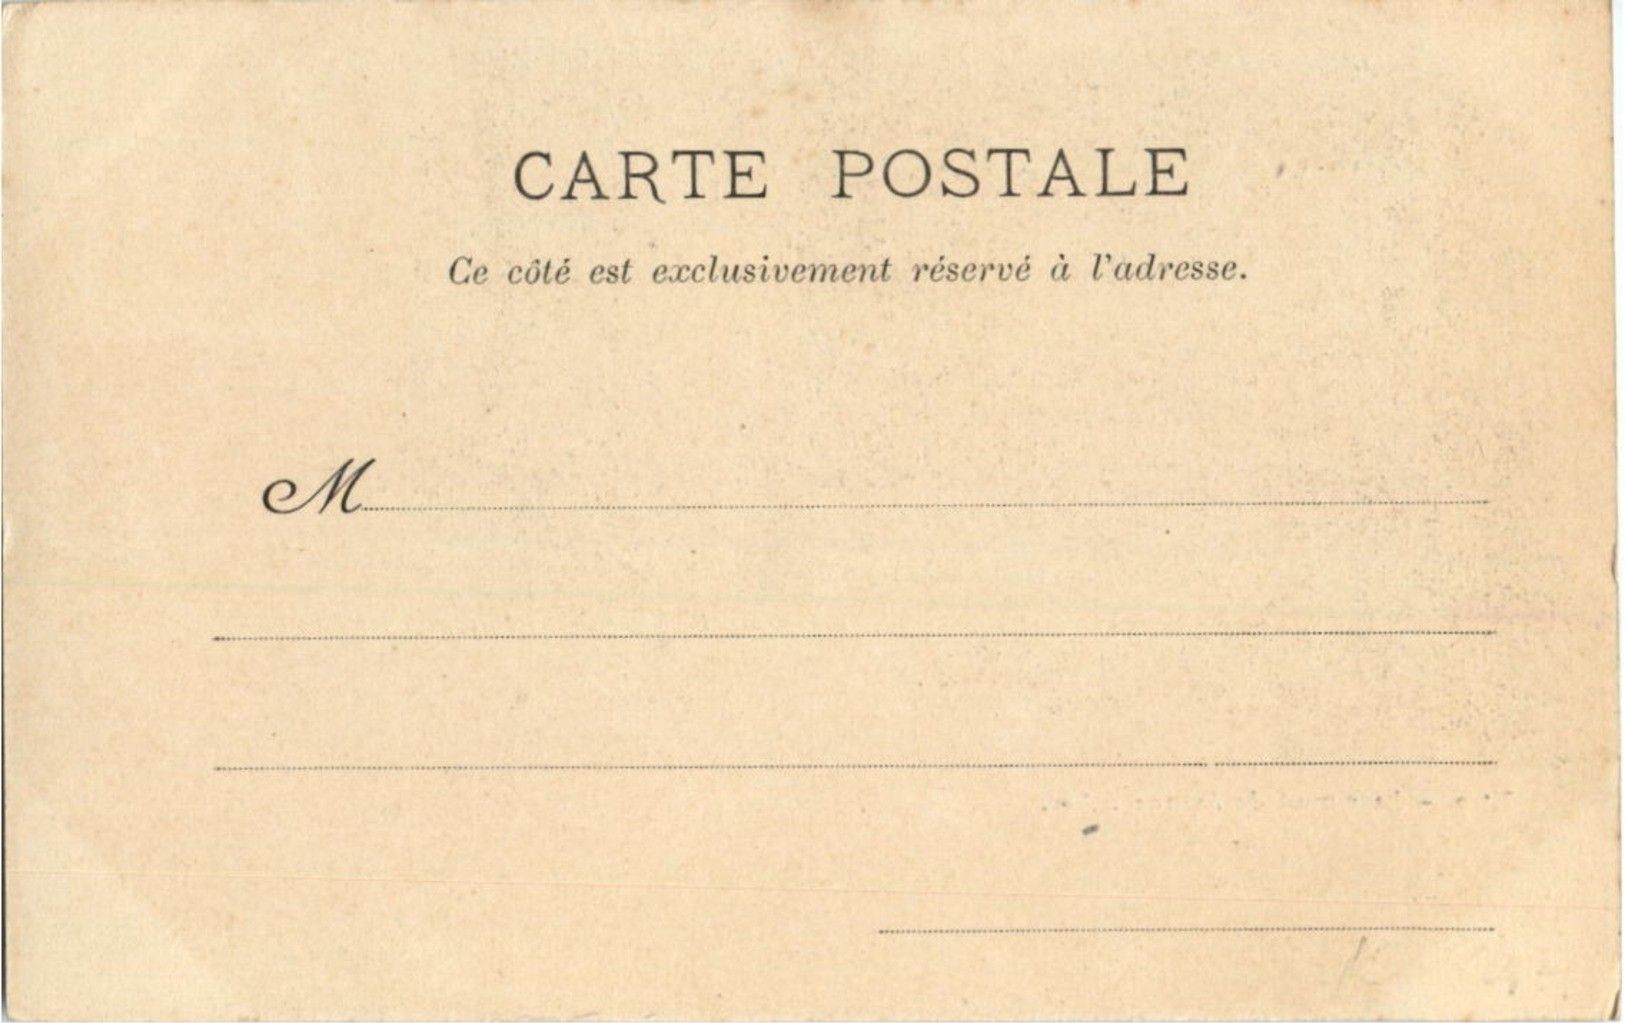 CARTE POSTALE
Ce côté est exclusivement réservé à l'adresse.
M